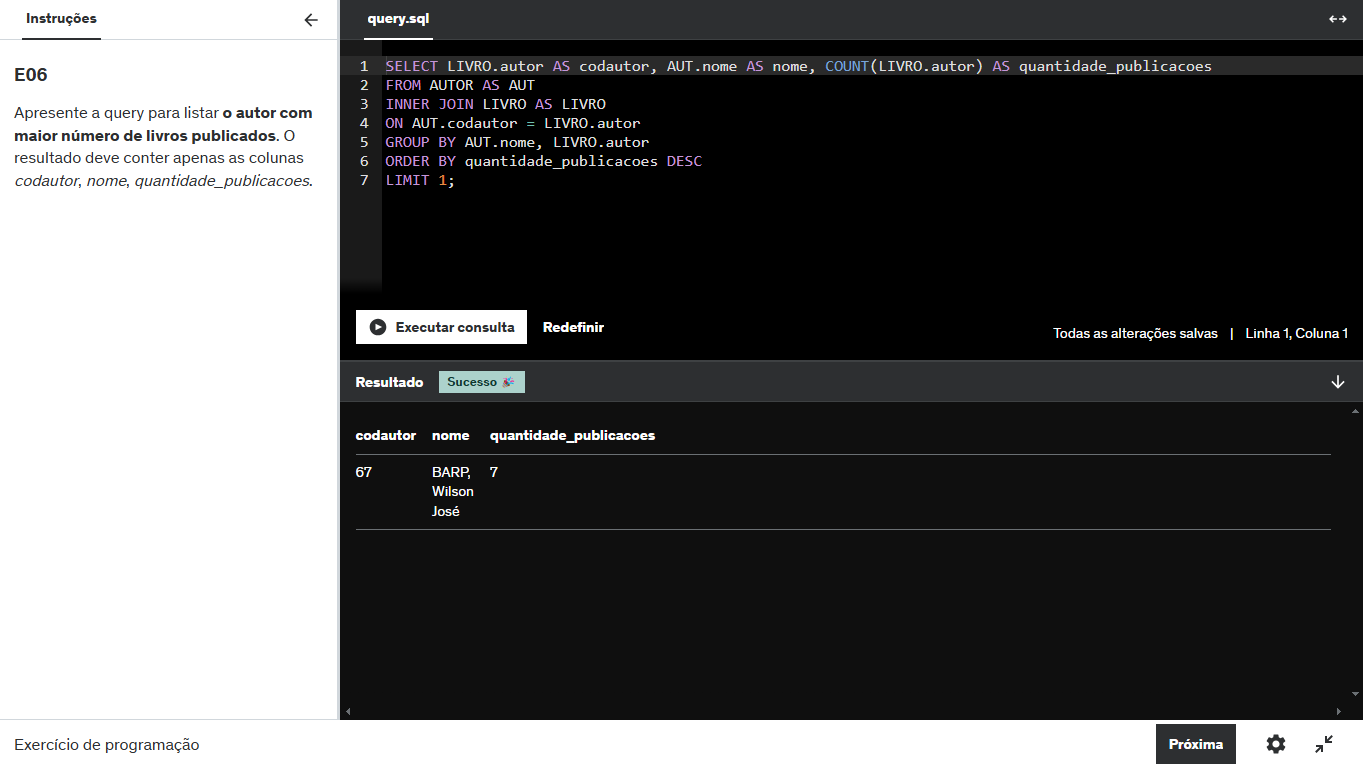 Instruções
E06
Apresente a query para listar o autor com
maior número de livros publicados. O
resultado deve conter apenas as colunas
codautor, nome, quantidade_publicacoes.
query.sql
1 SELECT LIVRO.autor AS codautor, AUT.nome AS nome, COUNT(LIVRO.autor) AS quantidade_publicacoes
2 FROM AUTOR AS AUT
3 INNER JOIN LIVRO AS LIVRO
4 ON AUT.codautor = LIVRO.autor
5 GROUP BY AUT.nome, LIVRO.autor
6 ORDER BY quantidade_publicacoes DESC
7 LIMIT 1;
Executar consulta Redefinir
Todas as alterações salvas | Linha 1, Coluna 1
Resultado Sucesso 🎉
codautor nome quantidade_publicacoes
67 BARP, 7
Wilson
José
Exercício de programação
Próxima